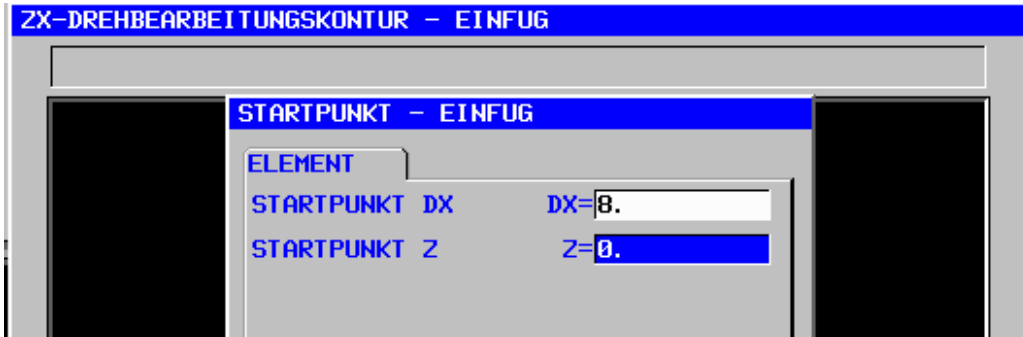 ZX-DREHBEARBEITUNGSKONTUR - EINFUG
STARTPUNKT - EINFUG
ELEMENT
STARTPUNKT DX DX=8.
STARTPUNKT Z Z=0.